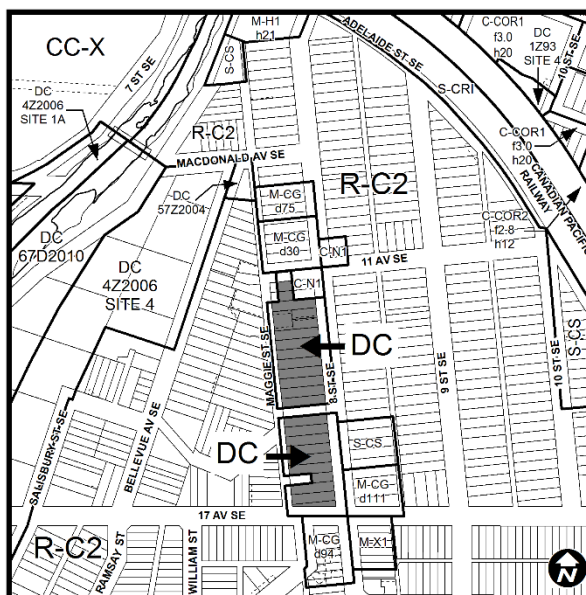 CC-X
7 ST SE
M-H1
h21
S-CS
ADELAIDE ST SE
C-COR1
f3.0
h20
DC
1Z93
SITE 4
10 ST SE
S-CRI
DC
4Z2006
SITE 1A
R-C2
C-COR1
f3.0
h20
MACDONALD AV SE
R-C2
CANADIAN PACIFIC
RAILWAY
DC
57Z2004
M-CG
d75
C-COR2
f2.8
h12
M-CG
d30
C-N1
11 AV SE
DC
67D2010
DC
4Z2006
SITE 4
C-N1
MAGGIE ST SE
DC
8 ST SE
9 ST SE
10 ST SE
S-CS
SALISBURY ST SE
BELLEVUE AV SE
DC
S-CS
M-CG
d111
17 AV SE
R-C2
RAMSAY ST
WILLIAM ST
M-CG
d94
M-X1
N